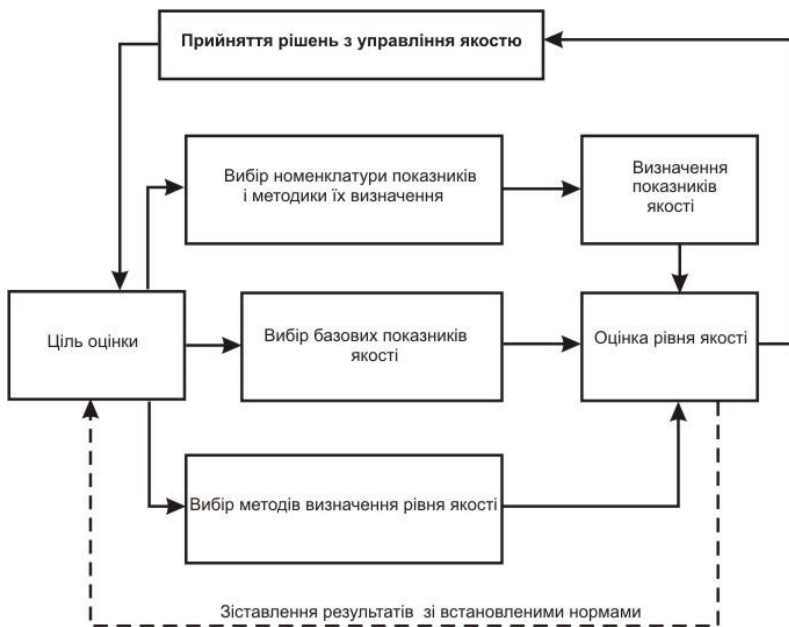 Прийняття рішень з управління якостю
Вибір номенклатури показників
і методики їх визначення
Визначення
показників
якості
Ціль оцінки
Вибір базових показників
якості
Оцінка рівня якості
Вибір методів визначення рівня якості
Зіставлення результатів зі встановленими нормами